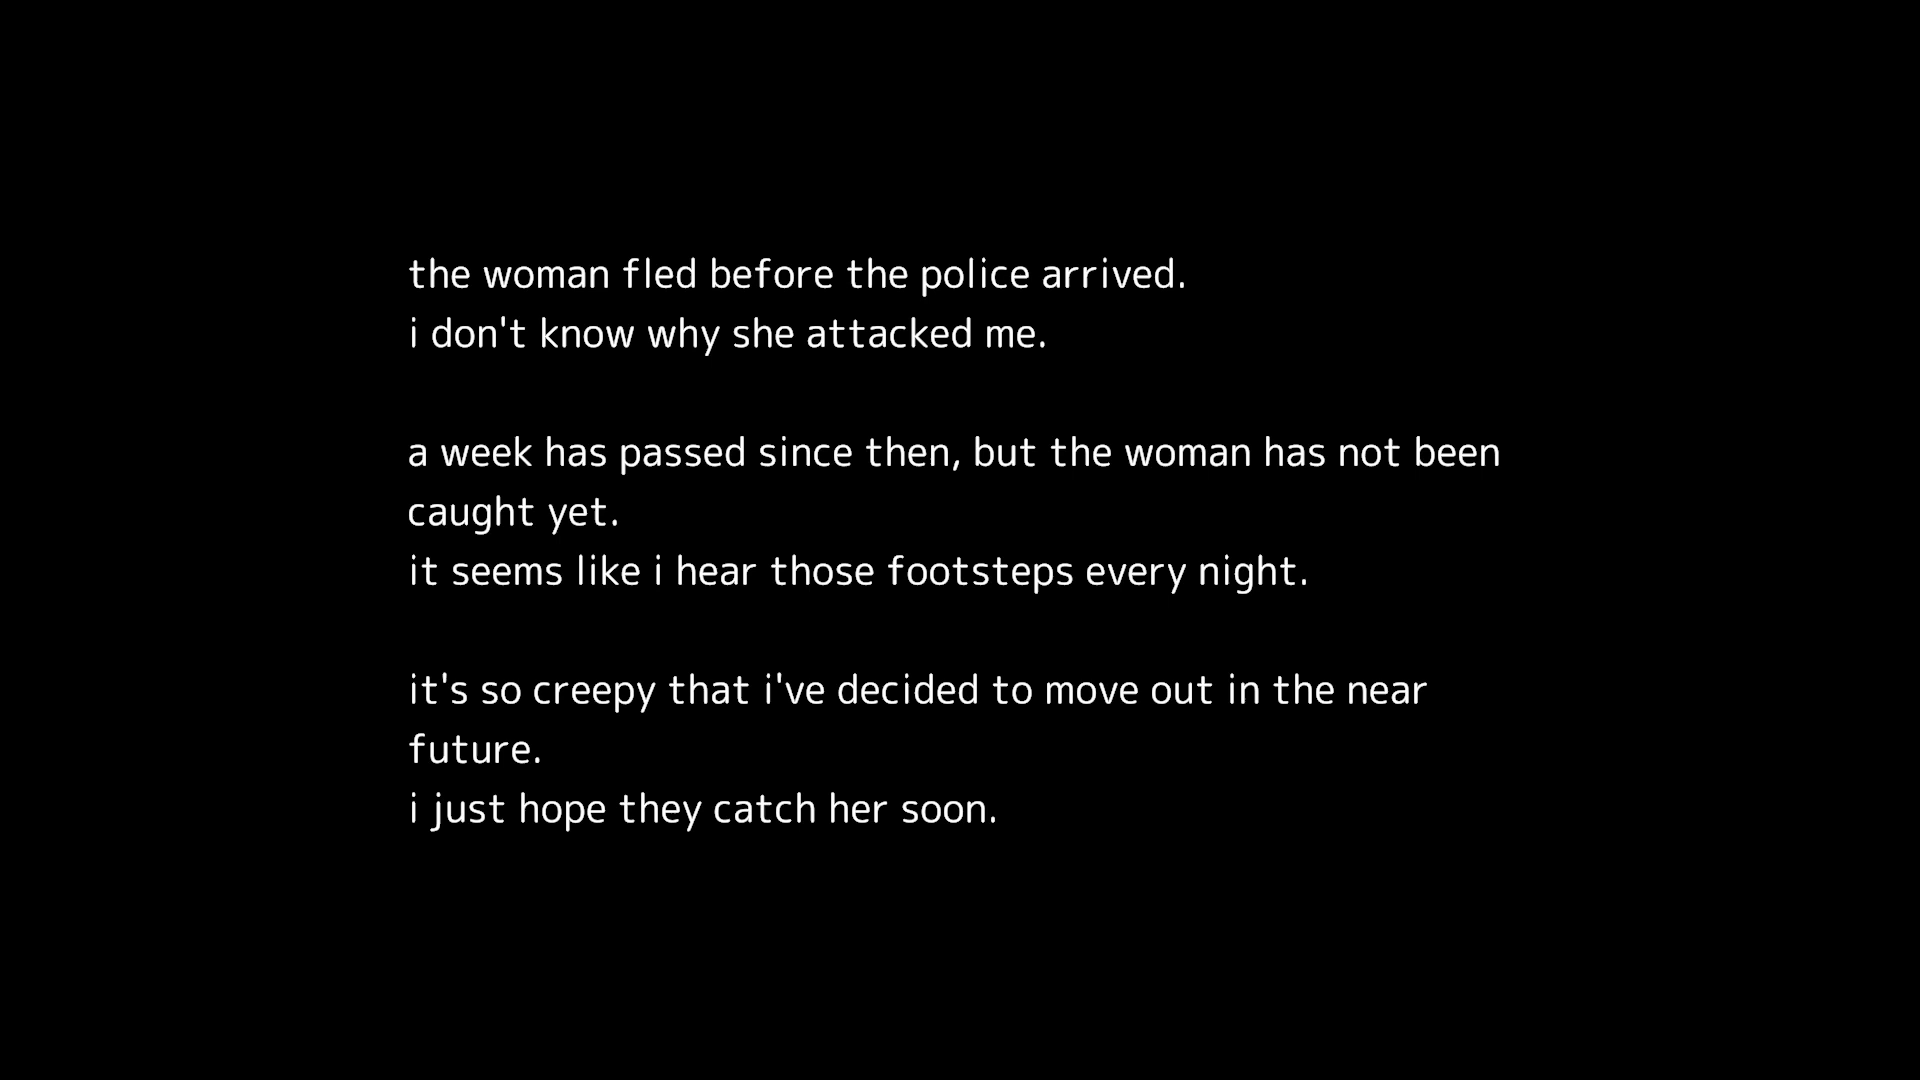 the woman fled before the police arrived.
i don't know why she attacked me.
a week has passed since then, but the woman has not been
caught yet.
it seems like i hear those footsteps every night.
it's so creepy that i've decided to move out in the near
future.
i just hope they catch her soon.